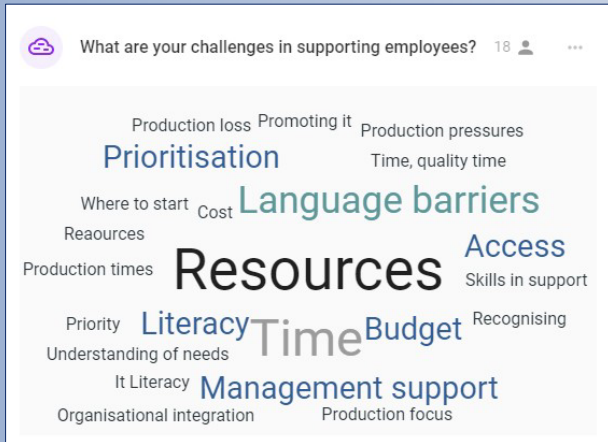 What are your challenges in supporting employees? 18
Production loss
Promoting it
Production pressures
Prioritisation
Time, quality time
Where to start
Cost
Language barriers
Reaources
Access
Production times
Resources
Skills in support
Priority
Literacy
Time
Budget
Recognising
Understanding of needs
It Literacy
Management support
Organisational integration
Production focus